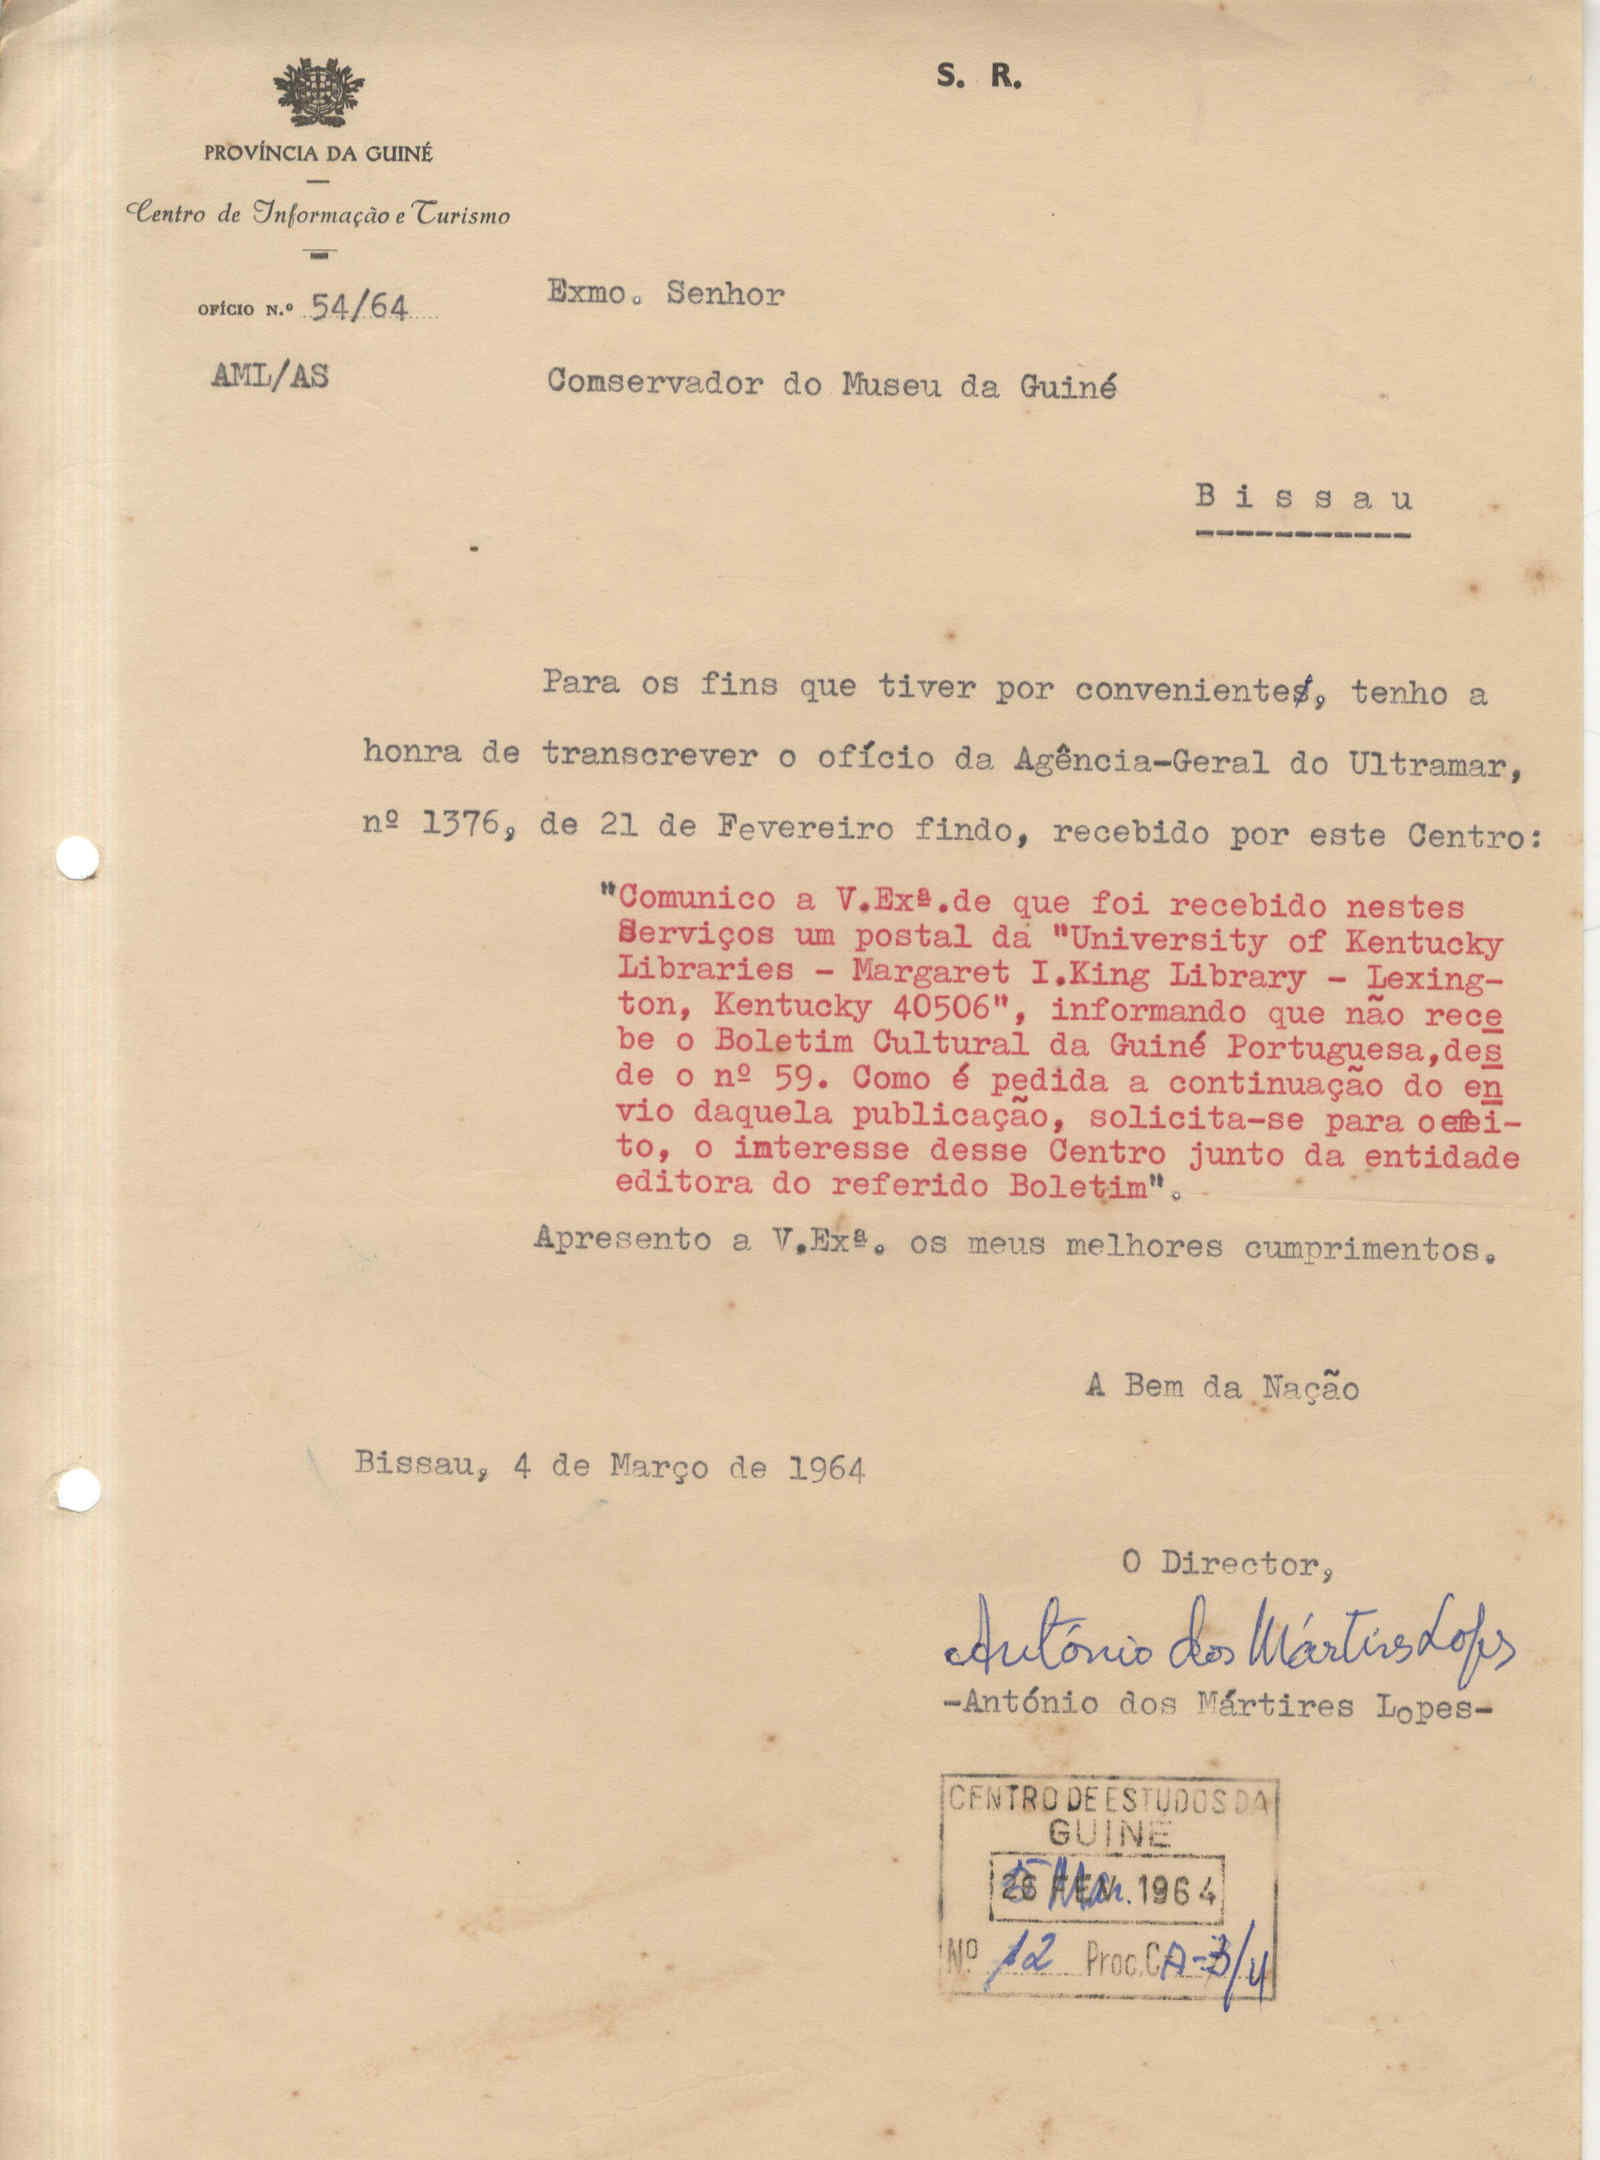 S. R.
PROVÍNCIA DA GUINÉ
Centro de Informação e Turismo
OFÍCIO N.º 54/64
AML/AS
Exmo. Senhor
Comservador do Museu da Guiné
B i s s a u
-----------
Para os fins que tiver por convenientes, tenho a
honra de transcrever o ofício da Agência-Geral do Ultramar,
nº 1376, de 21 de Fevereiro findo, recebido por este Centro:
"Comunico a V.Exª.de que foi recebido nestes
Serviços um postal da "University of Kentucky
Libraries - Margaret I.King Library - Lexing-
ton, Kentucky 40506", informando que não rece
be o Boletim Cultural da Guiné Portuguesa,des
de o nº 59. Como é pedida a continuação do en
vio daquela publicação, solicita-se para o efei-
to, o interesse desse Centro junto da entidade
editora do referido Boletim".
Apresento a V.Exª. os meus melhores cumprimentos.
A Bem da Nação
Bissau, 4 de Março de 1964
O Director,
António dos Mártires Lopes
-António dos Mártires Lopes-
CENTRO DE ESTUDOS DA
GUINÉ
Mar. 1964
Nº 12 Proc. CA-3/4